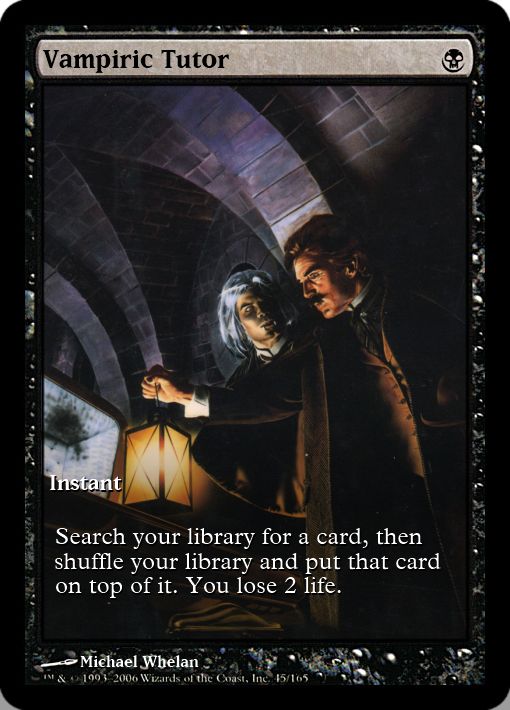 Vampiric Tutor
Instant
Search your library for a card, then
shuffle your library and put that card
on top of it. You lose 2 life.
Michael Whelan
™ & © 1993-2006 Wizards of the Coast, Inc. 45/165